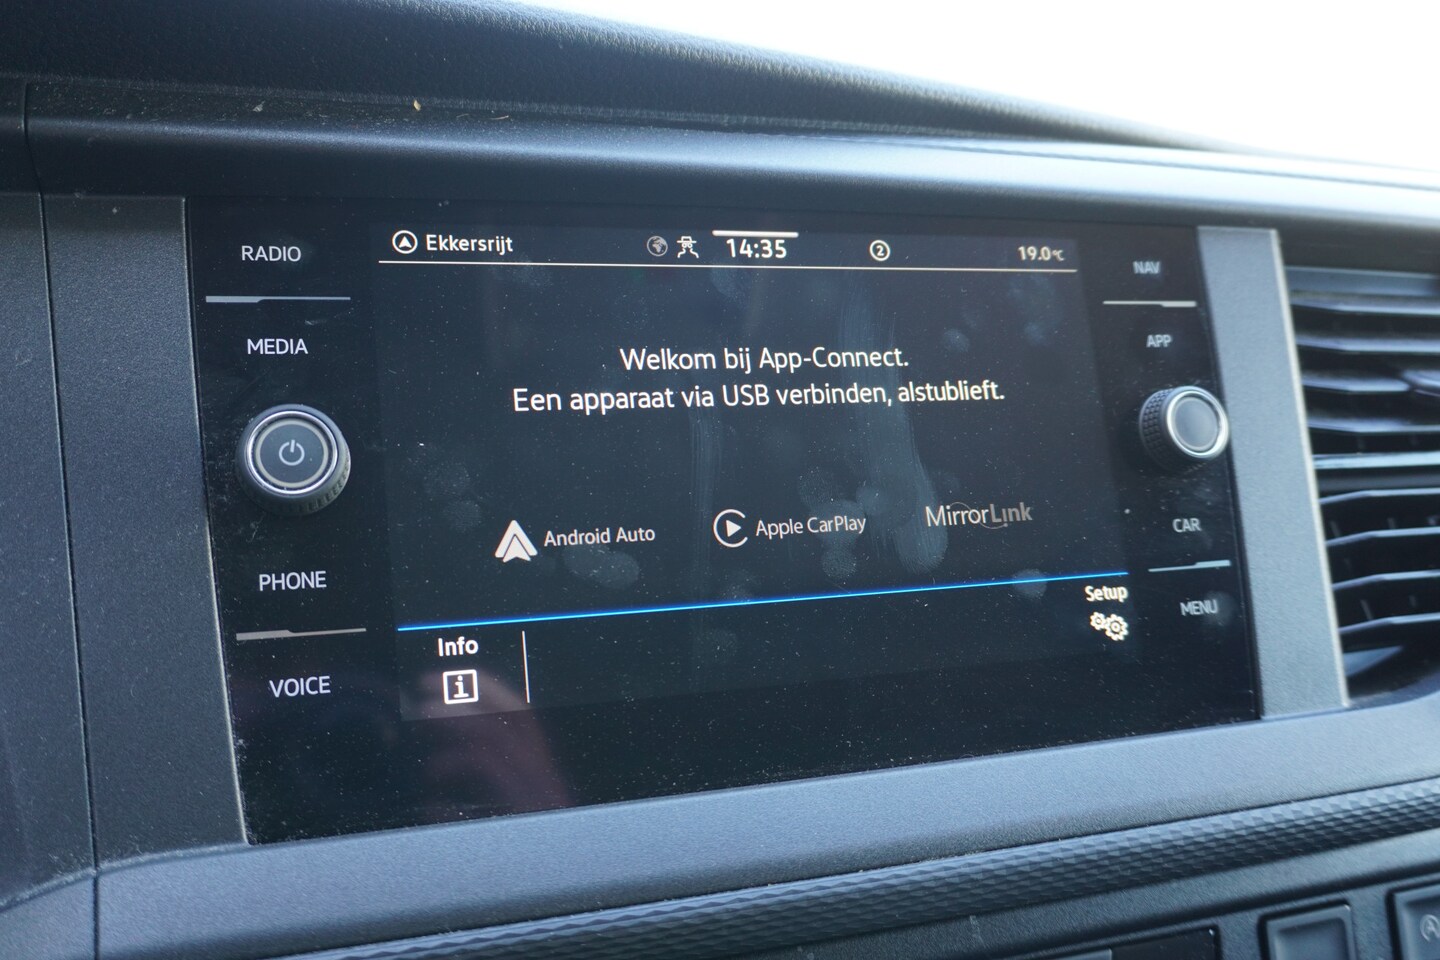 RADIO
MEDIA
PHONE
VOICE
Ekkersrijt
14:35
2
19.0°C
Welkom bij App-Connect.
Een apparaat via USB verbinden, alstublieft.
Android Auto
Apple CarPlay
MirrorLink
Info
i
Setup
NAV
APP
CAR
MENU